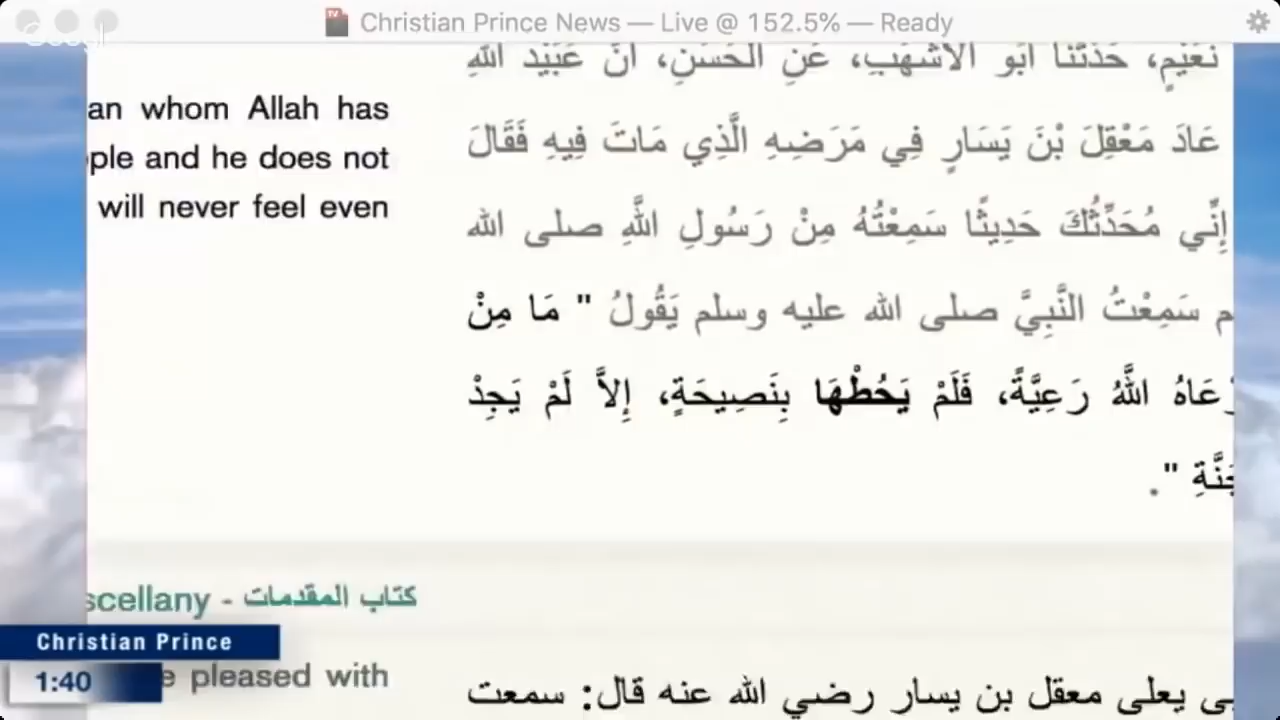 Christian Prince News — Live @ 152.5% — Ready
an whom Allah has
ple and he does not
will never feel even
نُعَيْمٍ، حَدَّثَنَا أَبُو الأَشْهَبِ، عَنِ الْحَسَنِ، أَنَّ عُبَيْدَ اللَّهِ
عَادَ مَعْقِلَ بْنَ يَسَارٍ فِي مَرَضِهِ الَّذِي مَاتَ فِيهِ فَقَالَ
إِنِّي مُحَدِّثُكَ حَدِيثًا سَمِعْتُهُ مِنْ رَسُولِ اللَّهِ صلى الله
م سَمِعْتُ النَّبِيَّ صلى الله عليه وسلم يَقُولُ " مَا مِنْ
رْعَاهُ اللَّهُ رَعِيَّةً، فَلَمْ يَحُطْهَا بِنَصِيحَةٍ، إِلاَّ لَمْ يَجِدْ
جَنَّةِ ".
scellany - كتاب المقدمات
Christian Prince
1:40
e pleased with
ى يعلى معقل بن يسار رضي الله عنه قال: سمعت